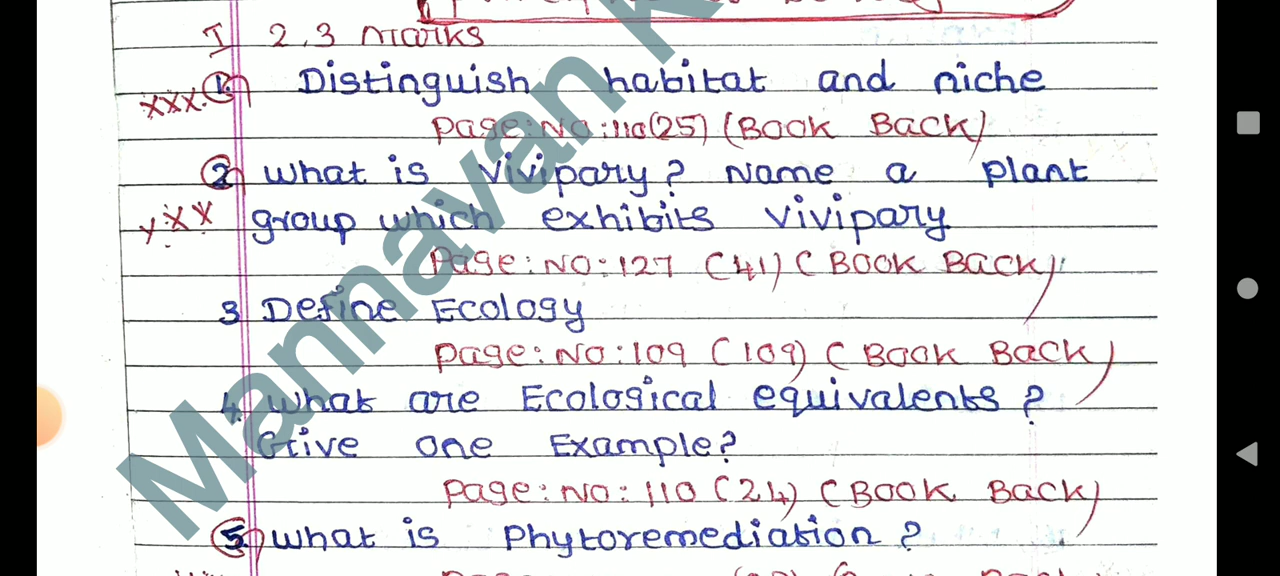 I 2,3 marks
xxx 1. Distinguish habitat and niche
Page:No:110(25) (Book Back)
2 What is vivipary? Name a plant
xxx group which exhibits vivipary
Page:No:127 (41) (Book Back)
3 Define Ecology
Page:No:109 (109) (Book Back)
4. What are Ecological equivalents?
Give one Example?
Page:No:110 (24) (Book Back)
5. What is Phytoremediation?
Mannavan K